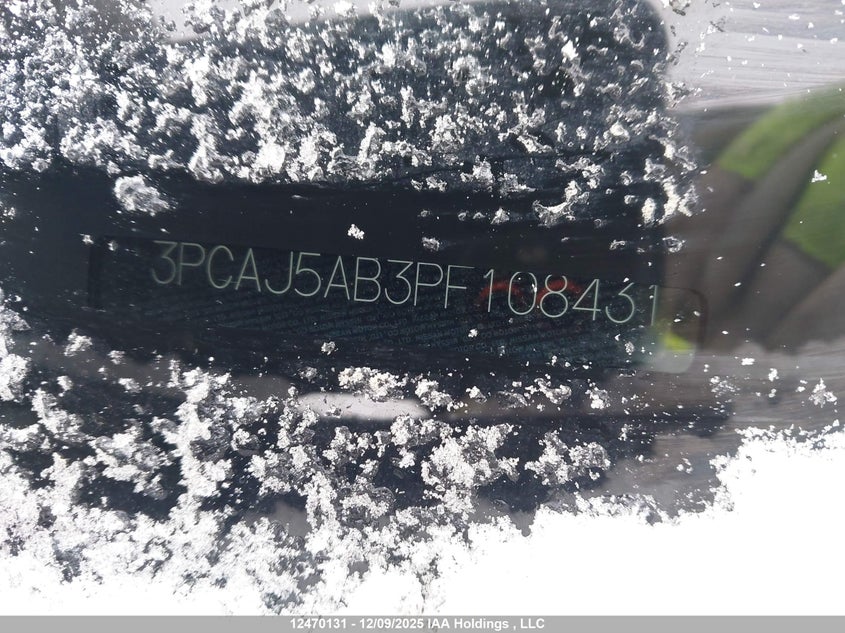 3PCAJ5AB3PF108431
12470131 - 12/09/2025 IAA Holdings , LLC